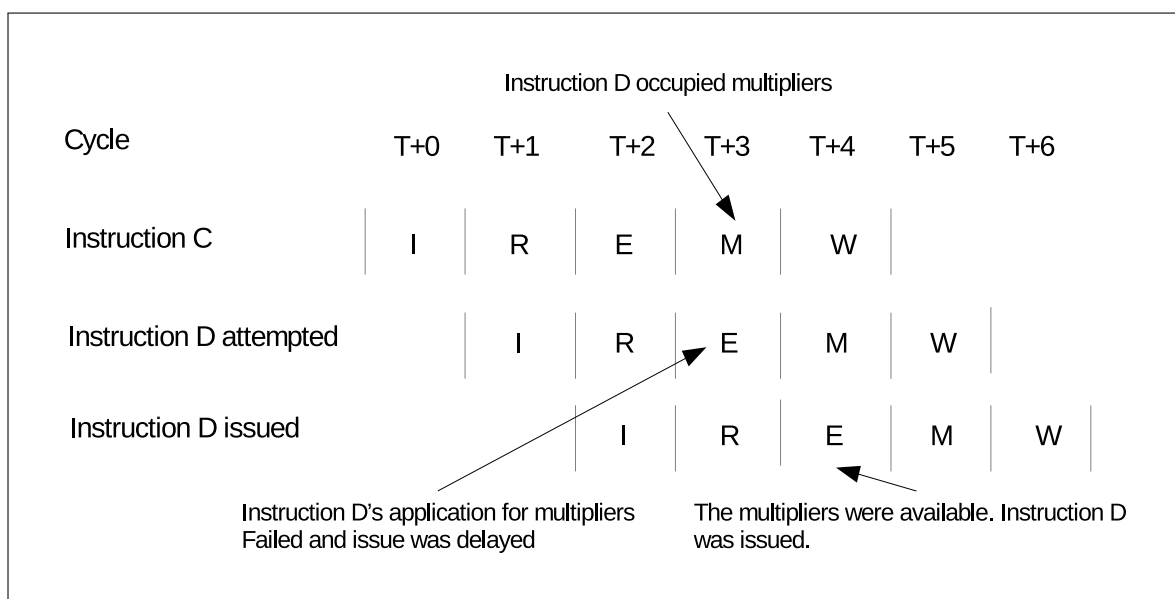 Instruction D occupied multipliers
Cycle T+0 T+1 T+2 T+3 T+4 T+5 T+6
Instruction C I R E M W
Instruction D attempted I R E M W
Instruction D issued I R E M W
Instruction D's application for multipliers
Failed and issue was delayed
The multipliers were available. Instruction D
was issued.